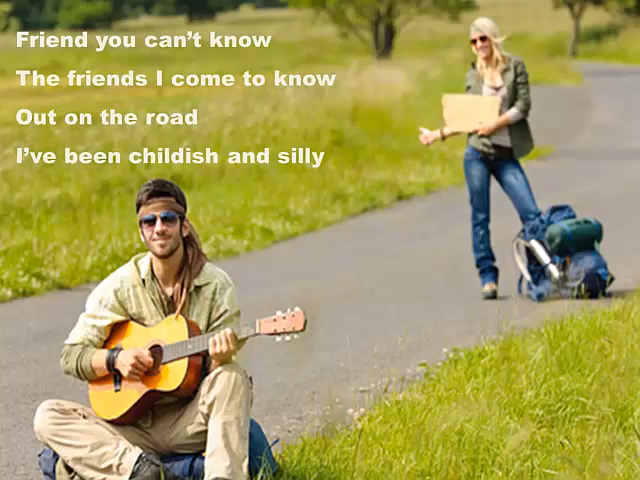 Friend you can’t know
The friends I come to know
Out on the road
I’ve been childish and silly